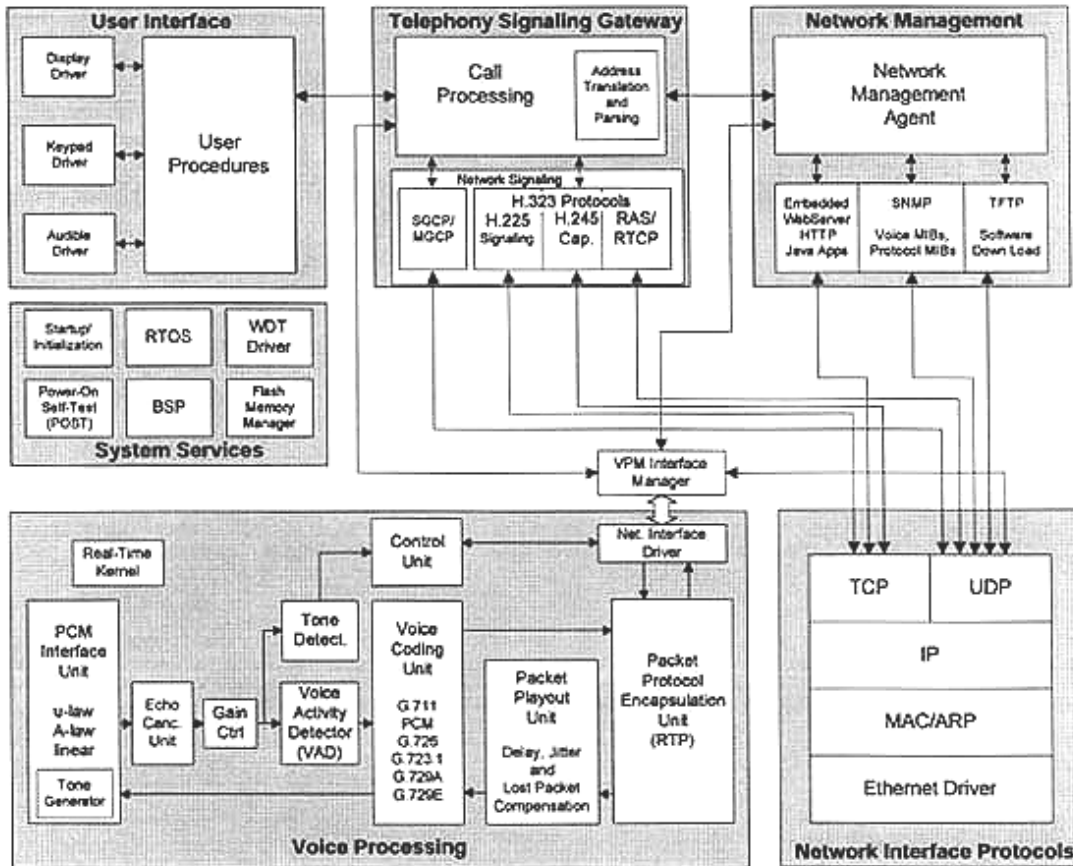 User Interface
Display
Driver
Keypad
Driver
Audible
Driver
User
Procedures
Telephony Signaling Gateway
Call
Processing
Address
Translation
and
Parsing
Network Signaling
SGCP/
MGCP
H.323 Protocols
H.225
Signaling
H.245
Cap.
RAS/
RTCP
Network Management
Network
Management
Agent
Embedded
WebServer
HTTP
Java Apps
SNMP
Voice MIBs,
Protocol MIBs
TFTP
Software
Down Load
Startup/
Initialization
RTOS
WDT
Driver
Power-On
Self-Test
(POST)
BSP
Flash
Memory
Manager
System Services
VPM Interface
Manager
Real-Time
Kernel
Control
Unit
Net. Interface
Driver
PCM
Interface
Unit
u-law
A-law
linear
Tone
Generator
Echo
Canc.
Unit
Gain
Ctrl
Tone
Detect.
Voice
Activity
Detector
(VAD)
Voice
Coding
Unit
G.711
PCM
G.726
G.723.1
G.729A
G.729E
Packet
Playout
Unit
Delay, Jitter
and
Lost Packet
Compensation
Packet
Protocol
Encapsulation
Unit
(RTP)
Voice Processing
TCP
UDP
IP
MAC/ARP
Ethernet Driver
Network Interface Protocols